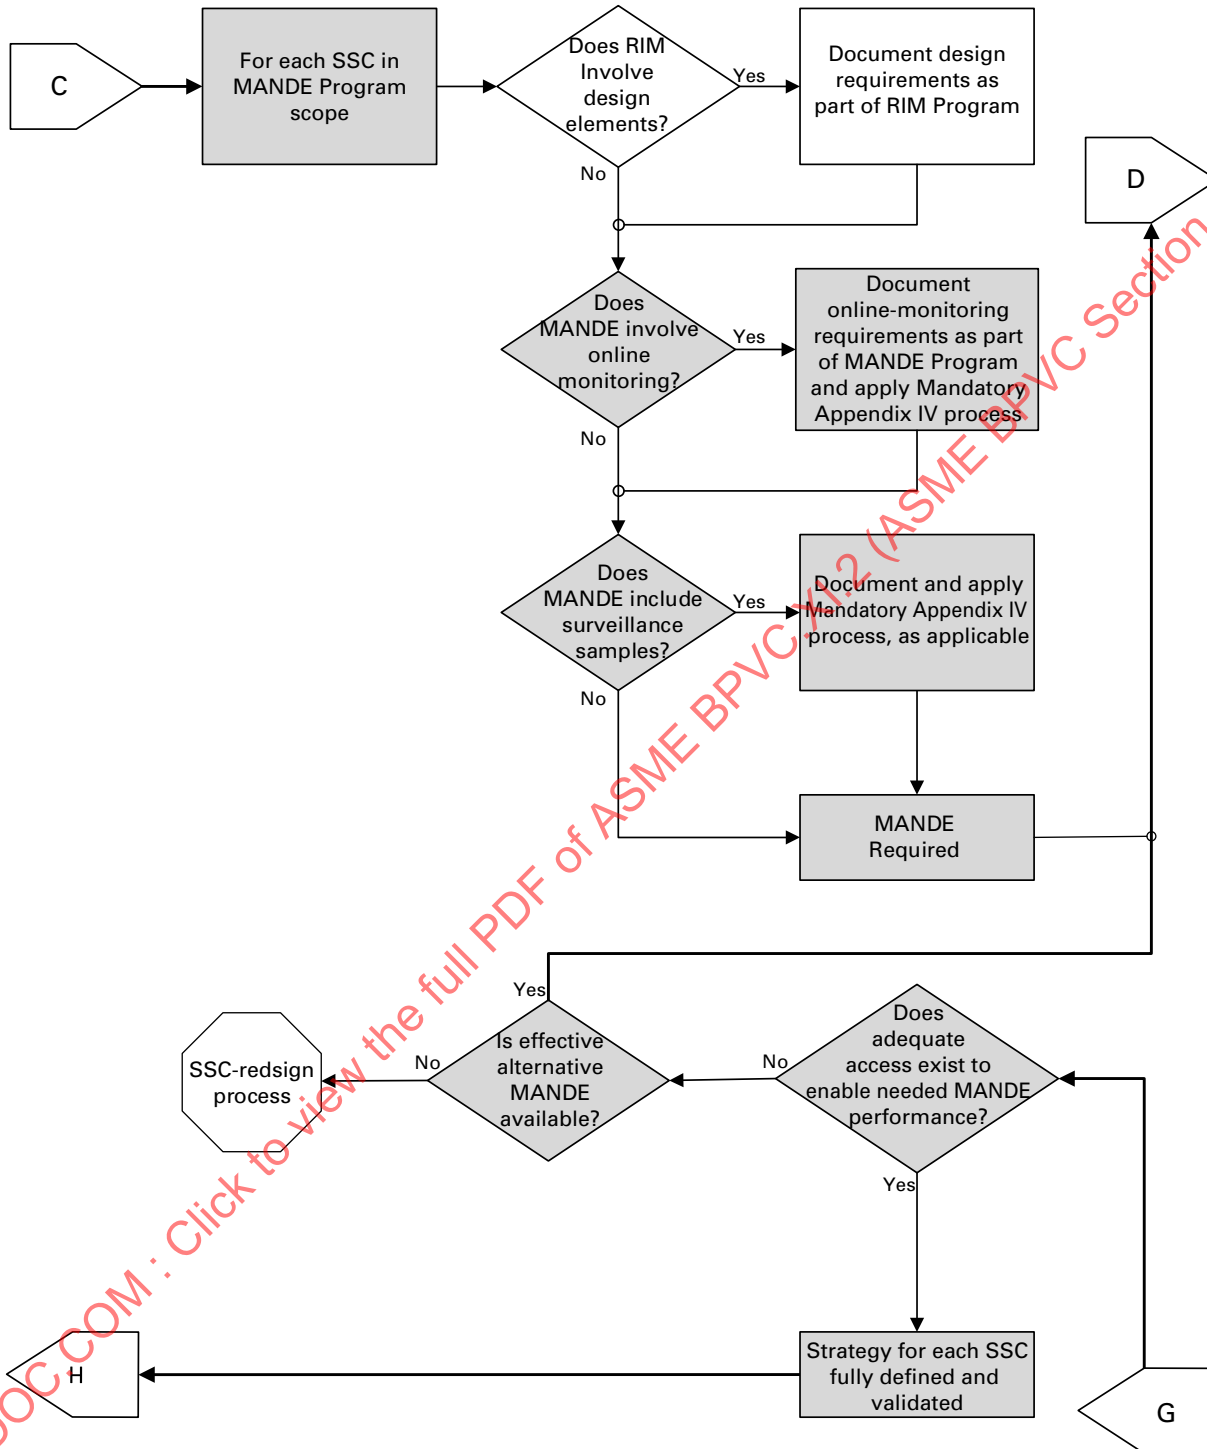 C
For each SSC in
MANDE Program
scope
Does RIM
Involve
design
elements?
Yes
No
Document design
requirements as
part of RIM Program
D
Does
MANDE involve
online
monitoring?
Yes
No
Document
online-monitoring
requirements as part
of MANDE Program
and apply Mandatory
Appendix IV process
Does
MANDE include
surveillance
samples?
Yes
No
Document and apply
Mandatory Appendix IV
process, as applicable
MANDE
Required
Yes
Is effective
alternative
MANDE
available?
No
SSC-redsign
process
Does
adequate
access exist to
enable needed MANDE
performance?
No
Yes
Strategy for each SSC
fully defined and
validated
H
G
DOC.COM : Click to view the full PDF of ASME BPVC.XI.2 (ASME BPVC Section